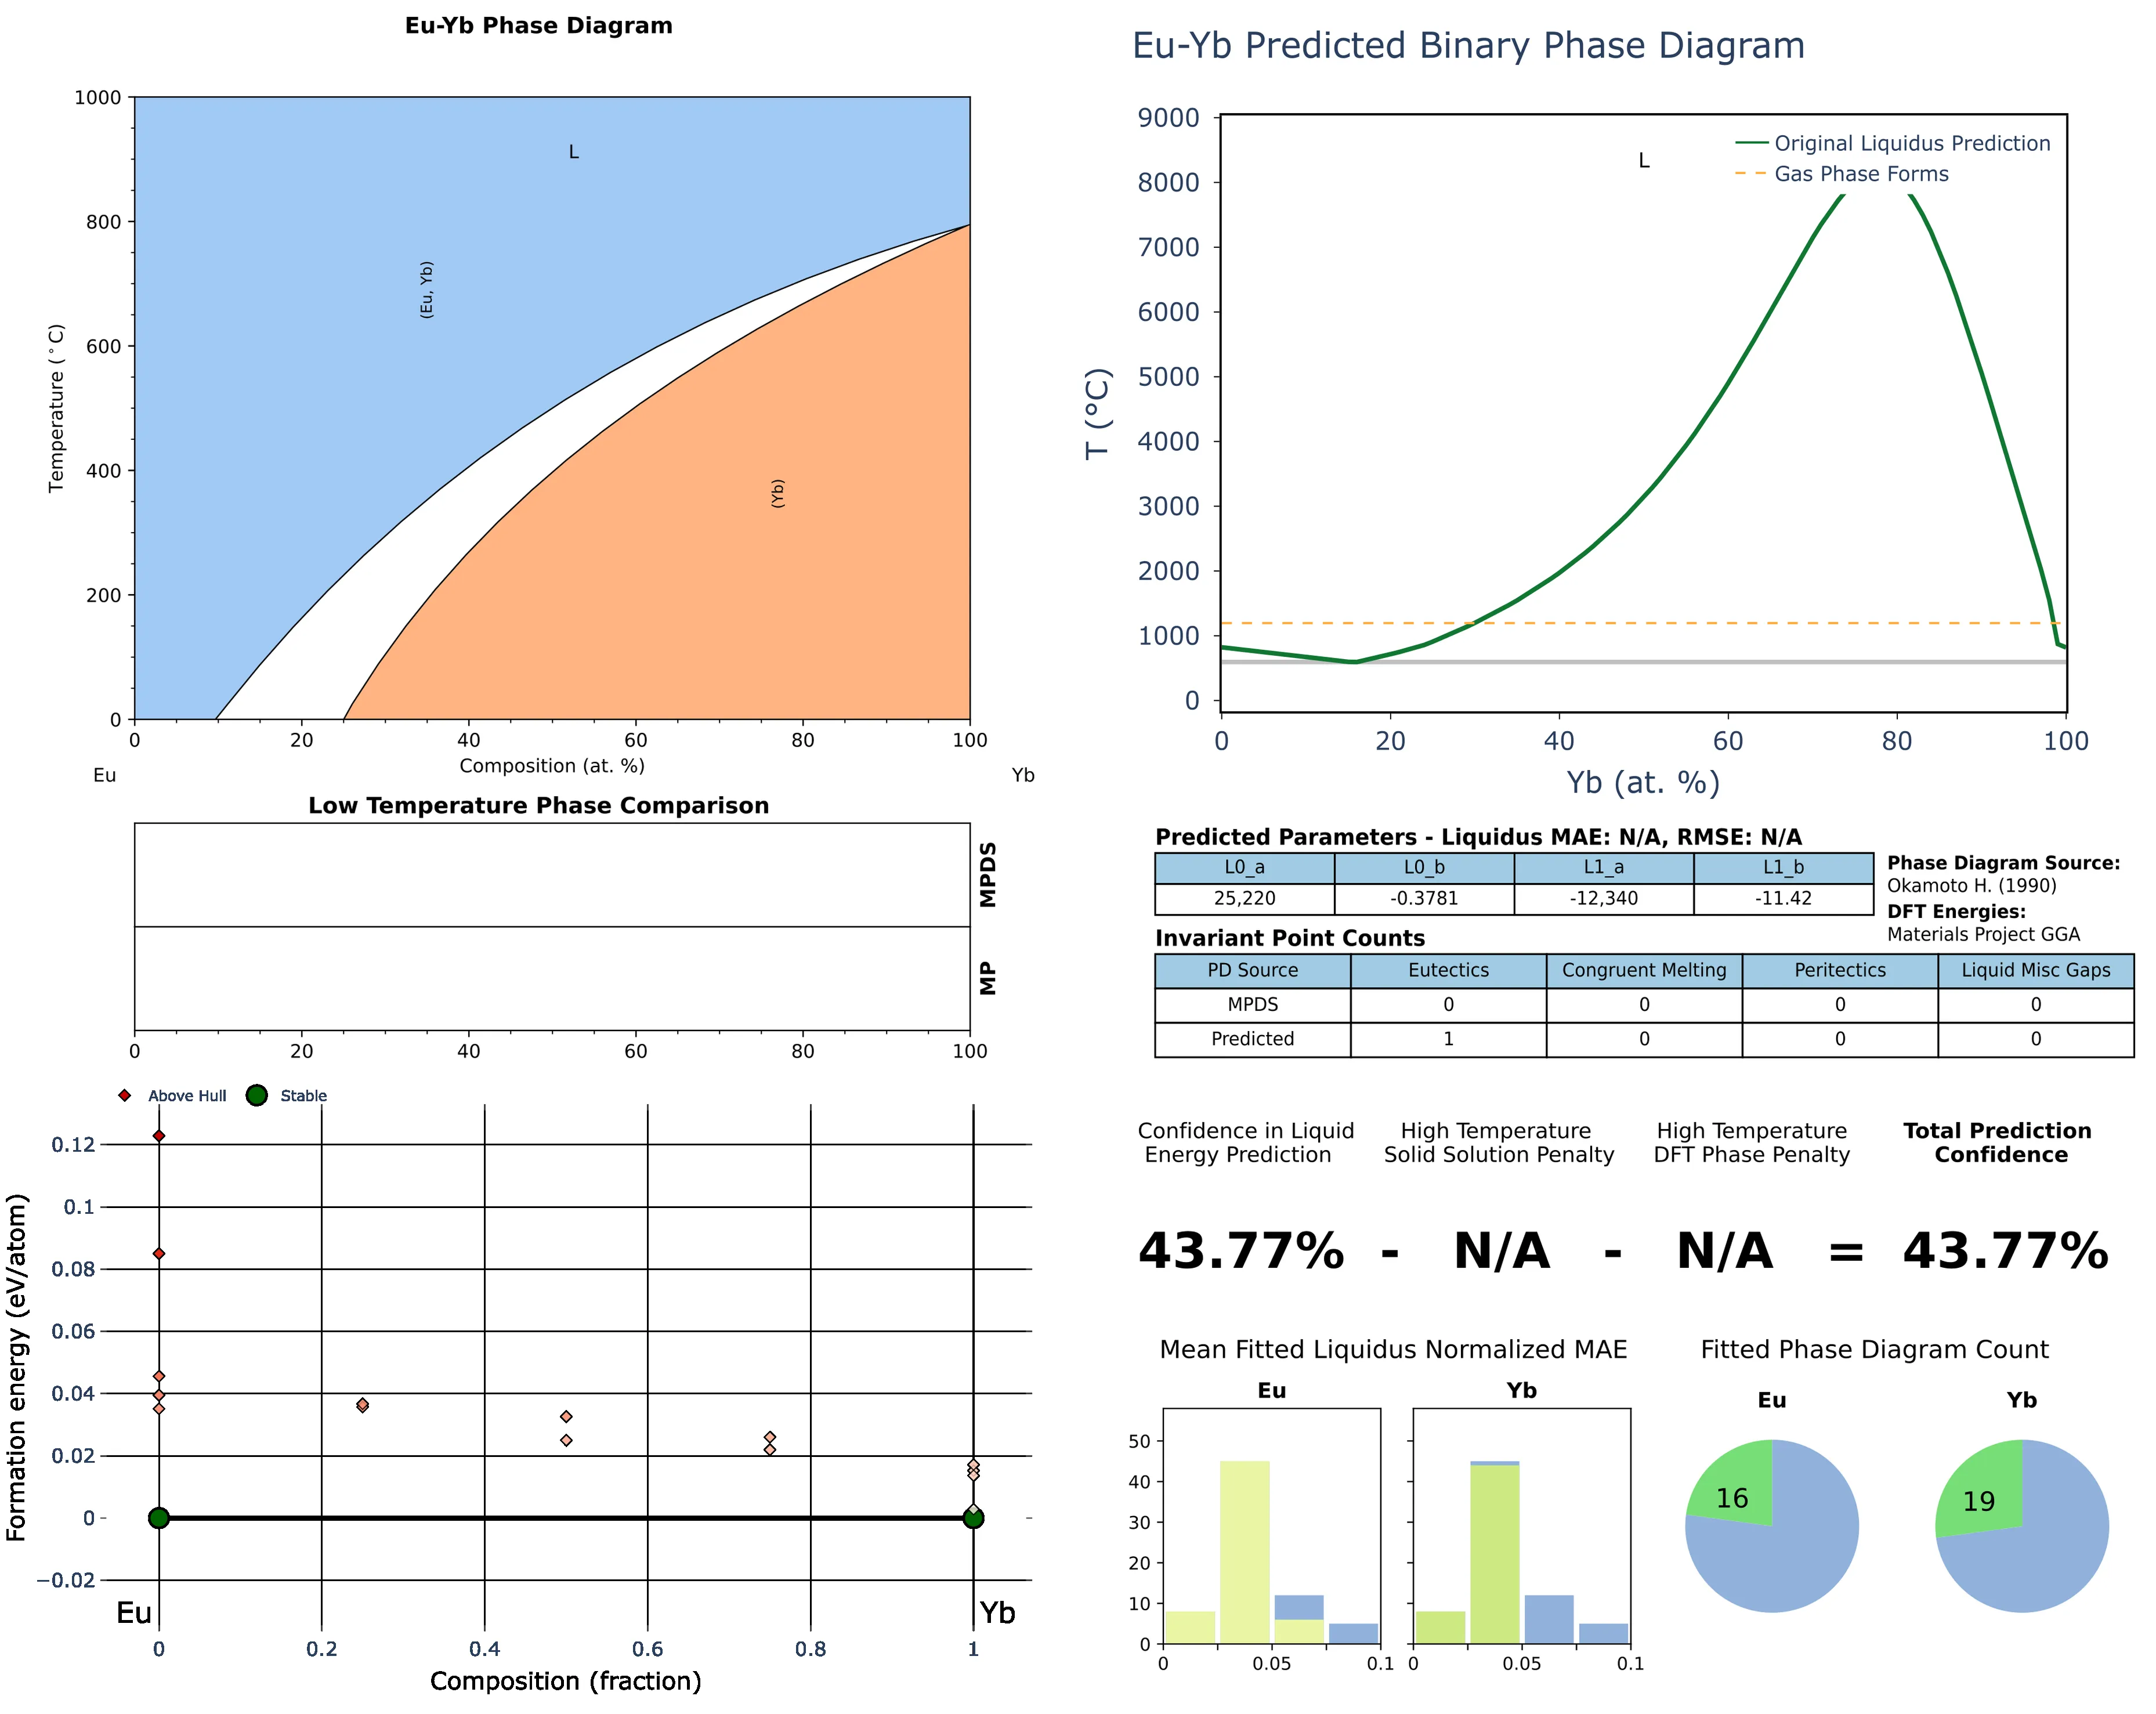 Eu-Yb Phase Diagram
1000
800
600
400
200
0
Temperature (°C)
L
(Eu, Yb)
(Yb)
0 20 40 60 80 100
Composition (at. %)
Eu Yb
Low Temperature Phase Comparison
MPDS
MP
0 20 40 60 80 100
Above Hull Stable
0.12
0.1
0.08
0.06
0.04
0.02
0
−0.02
Formation energy (eV/atom)
Eu Yb
0 0.2 0.4 0.6 0.8 1
Composition (fraction)
Eu-Yb Predicted Binary Phase Diagram
9000
8000
7000
6000
5000
4000
3000
2000
1000
0
T (°C)
L
Original Liquidus Prediction
Gas Phase Forms
0 20 40 60 80 100
Yb (at. %)
Predicted Parameters - Liquidus MAE: N/A, RMSE: N/A
L0_a L0_b L1_a L1_b
25,220 -0.3781 -12,340 -11.42
Phase Diagram Source:
Okamoto H. (1990)
DFT Energies:
Materials Project GGA
Invariant Point Counts
PD Source Eutectics Congruent Melting Peritectics Liquid Misc Gaps
MPDS 0 0 0 0
Predicted 1 0 0 0
Confidence in Liquid
Energy Prediction
High Temperature
Solid Solution Penalty
High Temperature
DFT Phase Penalty
Total Prediction
Confidence
43.77% - N/A - N/A = 43.77%
Mean Fitted Liquidus Normalized MAE
Eu Yb
50
40
30
20
10
0
0 0.05 0.1 0 0.05 0.1
Fitted Phase Diagram Count
Eu Yb
16 19